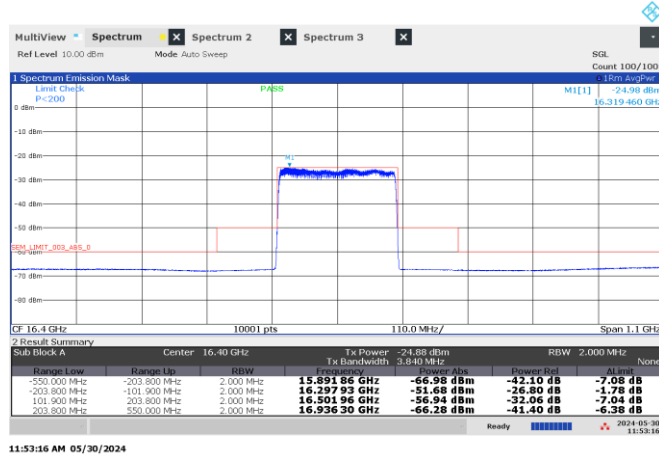 MultiView Spectrum X Spectrum 2 X Spectrum 3 X
Ref Level 10.00 dBm Mode Auto Sweep SGL
Count 100/100
1 Spectrum Emission Mask 1Rm AvgPwr
Limit Check PASS M1[1] -24.98 dBm
P<200 16.319460 GHz
0 dBm
-10 dBm
-20 dBm
M1
-30 dBm
-40 dBm
-50 dBm
SEM_LIMIT_003_ABS_0
-60 dBm
-70 dBm
-80 dBm
CF 16.4 GHz 10001 pts 110.0 MHz/ Span 1.1 GHz
2 Result Summary
Sub Block A Center 16.40 GHz Tx Power -24.88 dBm RBW 2.000 MHz
Tx Bandwidth 3.840 MHz None
Range Low Range Up RBW Frequency Power Abs Power Rel ΔLimit
-550.000 MHz -203.800 MHz 2.000 MHz 15.891 86 GHz -66.98 dBm -42.10 dB -7.08 dB
-203.800 MHz -101.900 MHz 2.000 MHz 16.297 93 GHz -51.68 dBm -26.80 dB -1.78 dB
101.900 MHz 203.800 MHz 2.000 MHz 16.501 96 GHz -56.94 dBm -32.06 dB -7.04 dB
203.800 MHz 550.000 MHz 2.000 MHz 16.936 30 GHz -66.28 dBm -41.40 dB -6.38 dB
Ready 2024-05-30
11:53:16
11:53:16 AM 05/30/2024